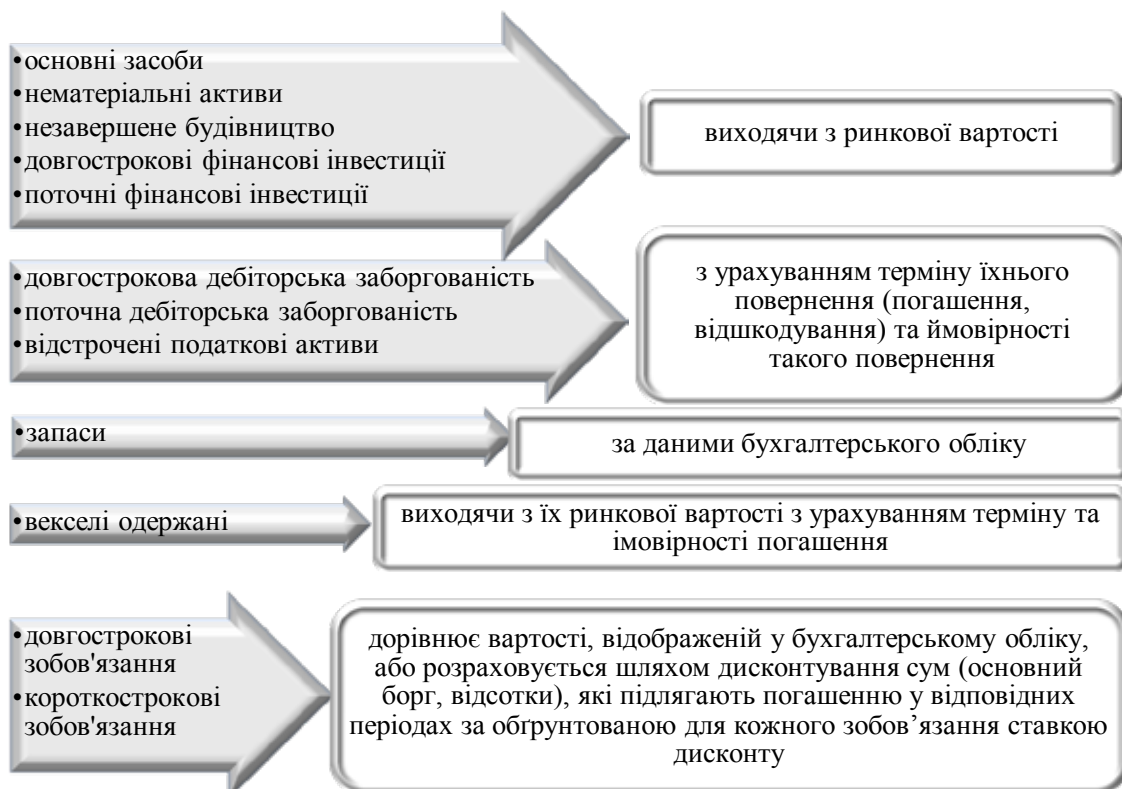 •основні засоби
•нематеріальні активи
•незавершене будівництво
•довгострокові фінансові інвестиції
•поточні фінансові інвестиції
виходячи з ринкової вартості
•довгострокова дебіторська заборгованість
•поточна дебіторська заборгованість
•відстрочені податкові активи
з урахуванням терміну їхнього
повернення (погашення,
відшкодування) та ймовірності
такого повернення
•запаси
за даними бухгалтерського обліку
•векселі одержані
виходячи з їх ринкової вартості з урахуванням терміну та
імовірності погашення
•довгострокові
зобов'язання
•короткострокові
зобов'язання
дорівнює вартості, відображеній у бухгалтерському обліку,
або розраховується шляхом дисконтування сум (основний
борг, відсотки), які підлягають погашенню у відповідних
періодах за обґрунтованою для кожного зобов’язання ставкою
дисконту